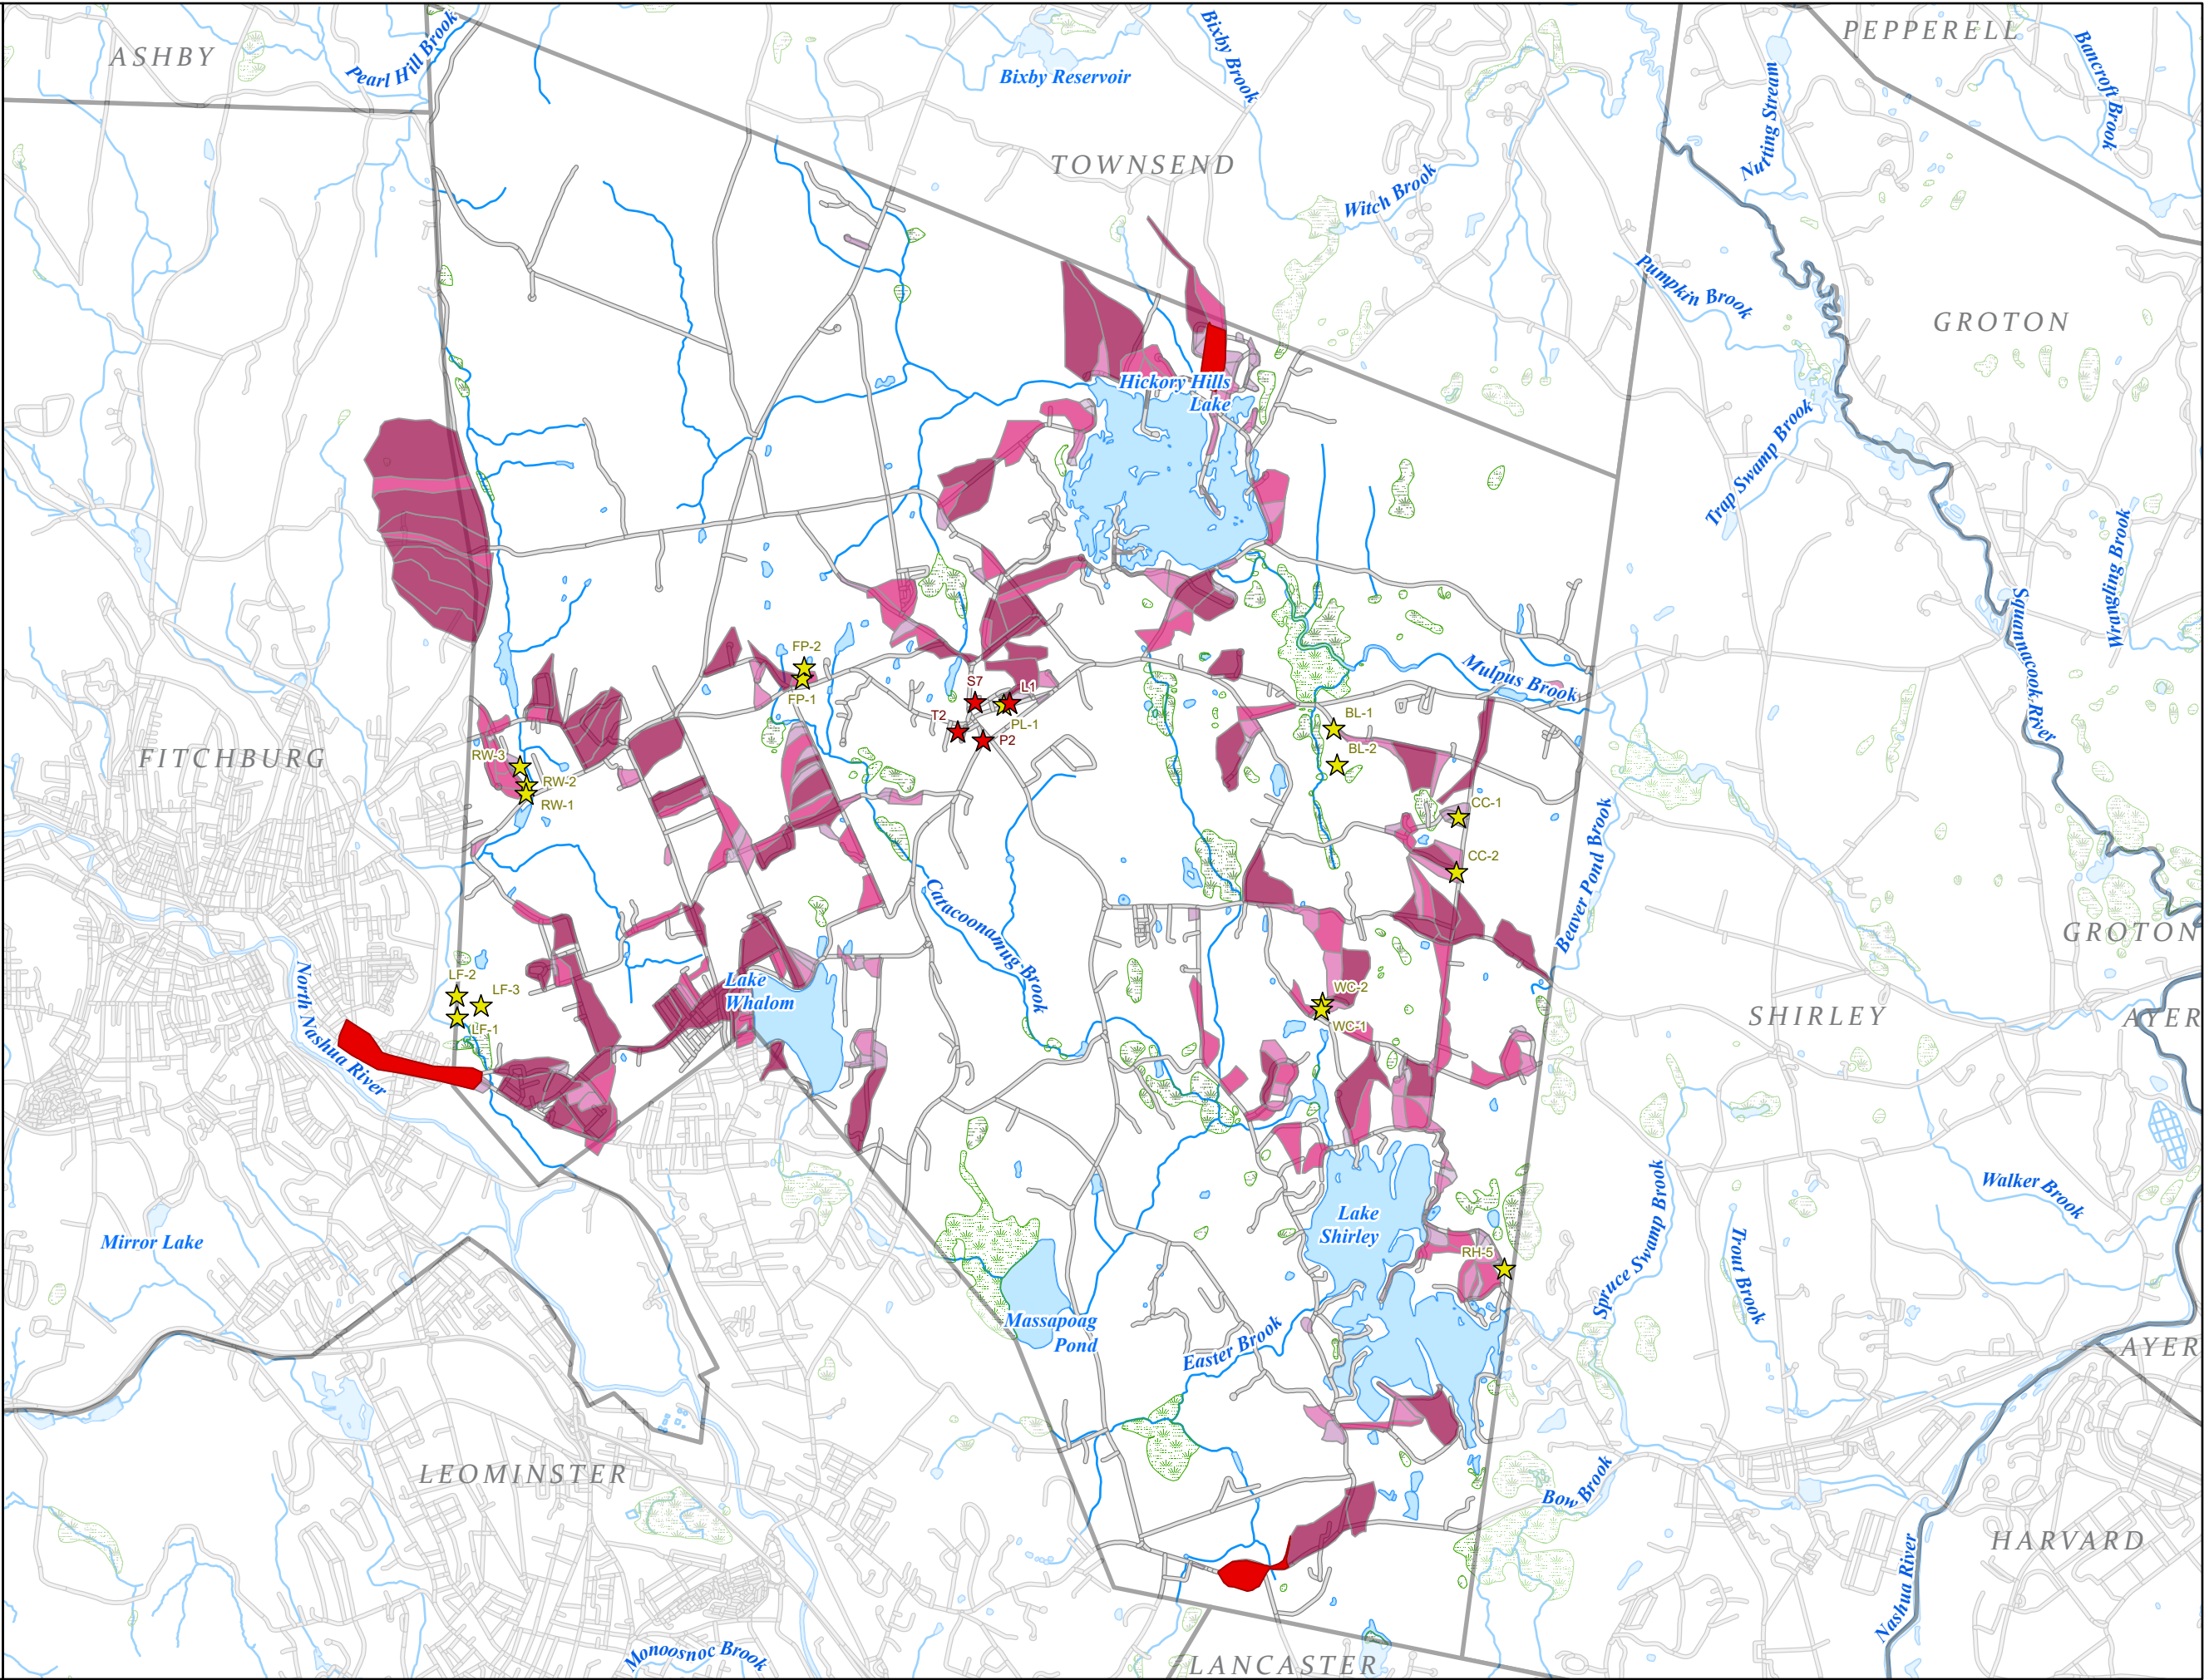 ASHBY
Pearl Hill Brook
Bixby Reservoir
Bixby Brook
PEPPERELL
Bancroft Brook
Nutting Stream
TOWNSEND
Witch Brook
Pumpkin Brook
GROTON
Hickory Hills
Lake
Trap Swamp Brook
Wrangling Brook
Squannacook River
Mulpus Brook
FP-2
FP-1
S7
L1
T2
PL-1
P2
BL-1
BL-2
FITCHBURG
RW-3
RW-2
RW-1
CC-1
CC-2
Beaver Pond Brook
Catacoonamug Brook
GROTON
North Nashua River
LF-2
LF-3
LF-1
Lake
Whalom
WC-2
WC-1
SHIRLEY
AYER
Mirror Lake
Lake
Shirley
RH-5
Spruce Swamp Brook
Trout Brook
Walker Brook
Massapoag
Pond
Easter Brook
AYER
LEOMINSTER
Bow Brook
HARVARD
Nashua River
Monoosnoc Brook
LANCASTER